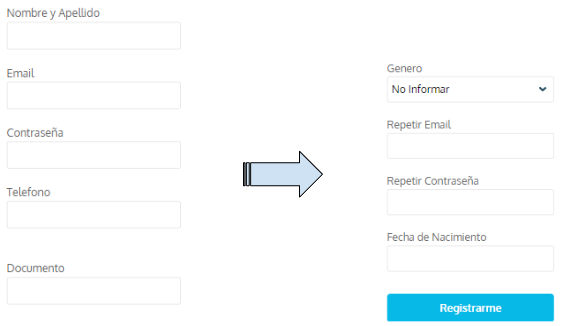 Nombre y Apellido
Email
Contraseña
Telefono
Documento
Genero
No Informar
Repetir Email
Repetir Contraseña
Fecha de Nacimiento
Registrarme